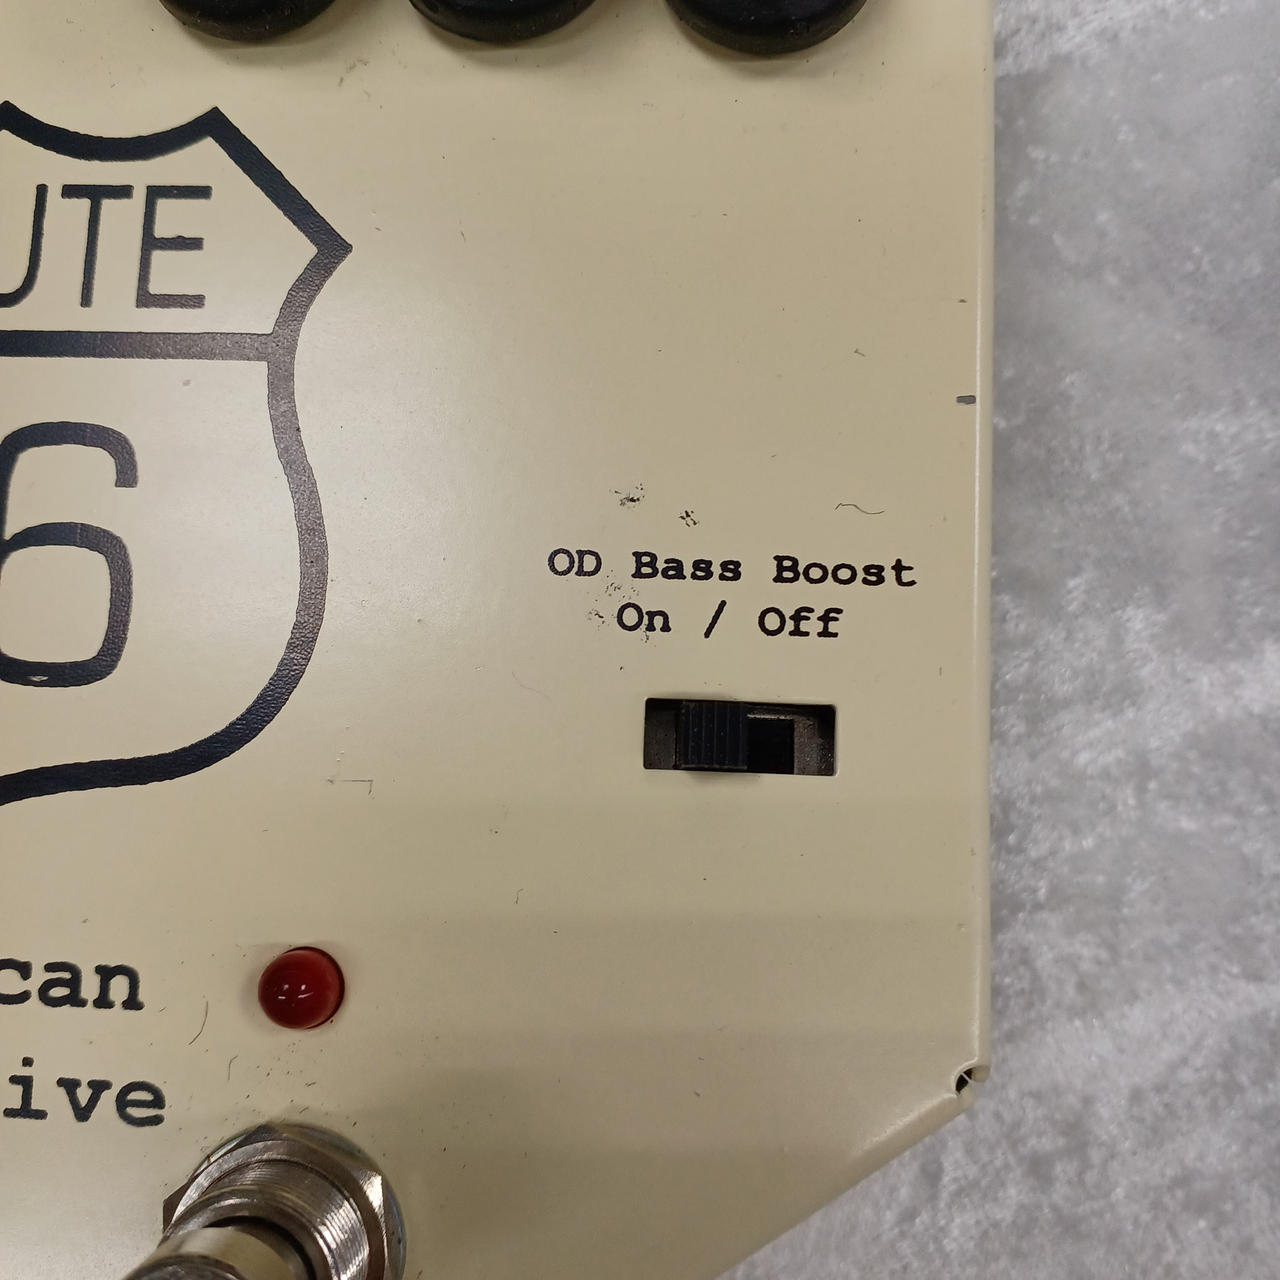 UTE
6
OD Bass Boost
On / Off
can
ive